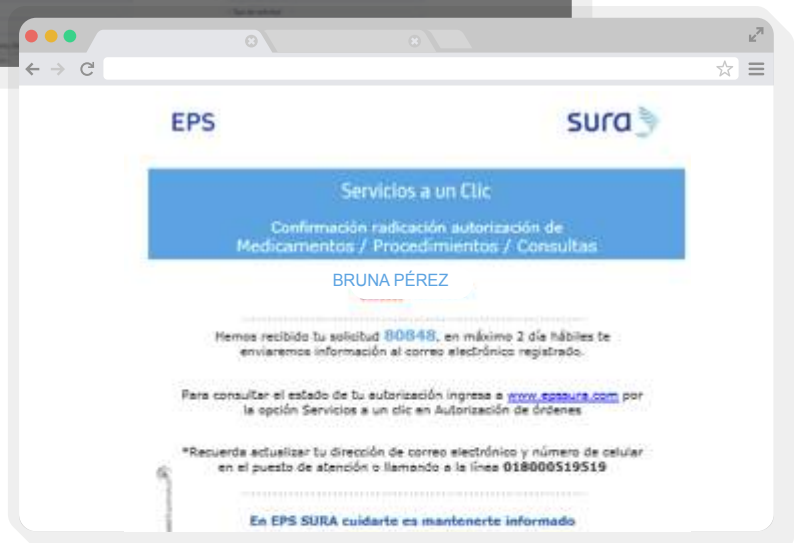 Tipo de solicitud
EPS
sura
Servicios a un Clic
Confirmación radicación autorización de
Medicamentos / Procedimientos / Consultas
BRUNA PÉREZ
Hemos recibido tu solicitud 80848, en máximo 2 día hábiles te
enviaremos información al correo electrónico registrado.
Para consultar el estado de tu autorización ingresa a www.epssura.com por
la opción Servicios a un clic en Autorización de órdenes
*Recuerda actualizar tu dirección de correo electrónico y número de celular
en el puesto de atención o llamando a la línea 018000519519
En EPS SURA cuidarte es mantenerte informado